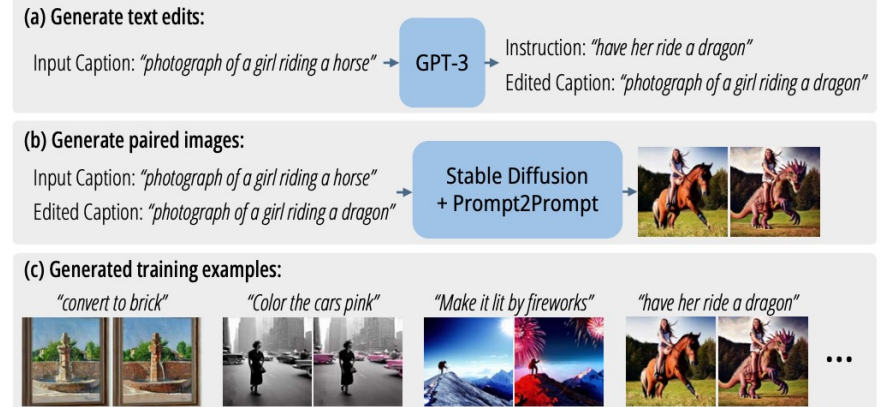 (a) Generate text edits:
Input Caption: “photograph of a girl riding a horse”
GPT-3
Instruction: “have her ride a dragon”
Edited Caption: “photograph of a girl riding a dragon”
(b) Generate paired images:
Input Caption: “photograph of a girl riding a horse”
Edited Caption: “photograph of a girl riding a dragon”
Stable Diffusion
+ Prompt2Prompt
(c) Generated training examples:
“convert to brick”
“Color the cars pink”
“Make it lit by fireworks”
“have her ride a dragon”
...